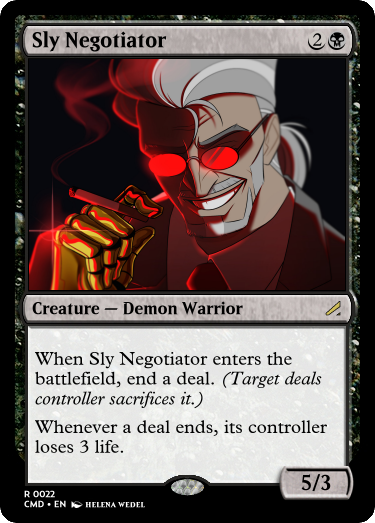 Sly Negotiator 2
Creature — Demon Warrior
When Sly Negotiator enters the
battlefield, end a deal. (Target deals
controller sacrifices it.)
Whenever a deal ends, its controller
loses 3 life.
5/3
R 0022
CMD • EN HELENA WEDEL